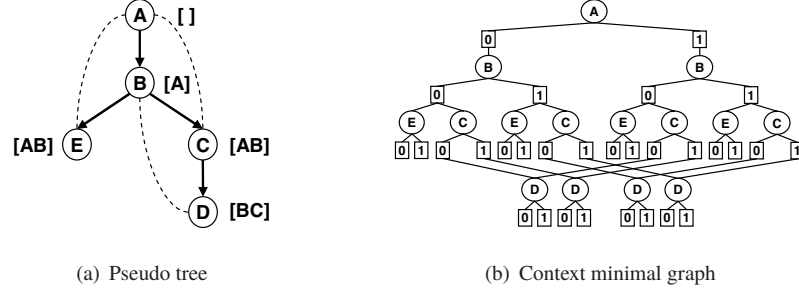 A [ ]
B [A]
[AB] E C [AB]
D [BC]
(a) Pseudo tree
A
0 1
B B
0 1 0 1
E C E C E C E C
0 1 0 1 0 1 0 1 0 1 0 1 0 1 0 1
D D D D
0 1 0 1 0 1 0 1
(b) Context minimal graph